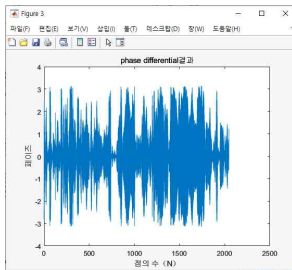 Figure 3
파일(F) 편집(E) 보기(V) 삽입(I) 툴(T) 데스크탑(D) 창(W) 도움말(H)
phase differential결과
4
3
2
1
0
-1
-2
-3
-4
페이즈
0 500 1000 1500 2000 2500
점의 수 (N)